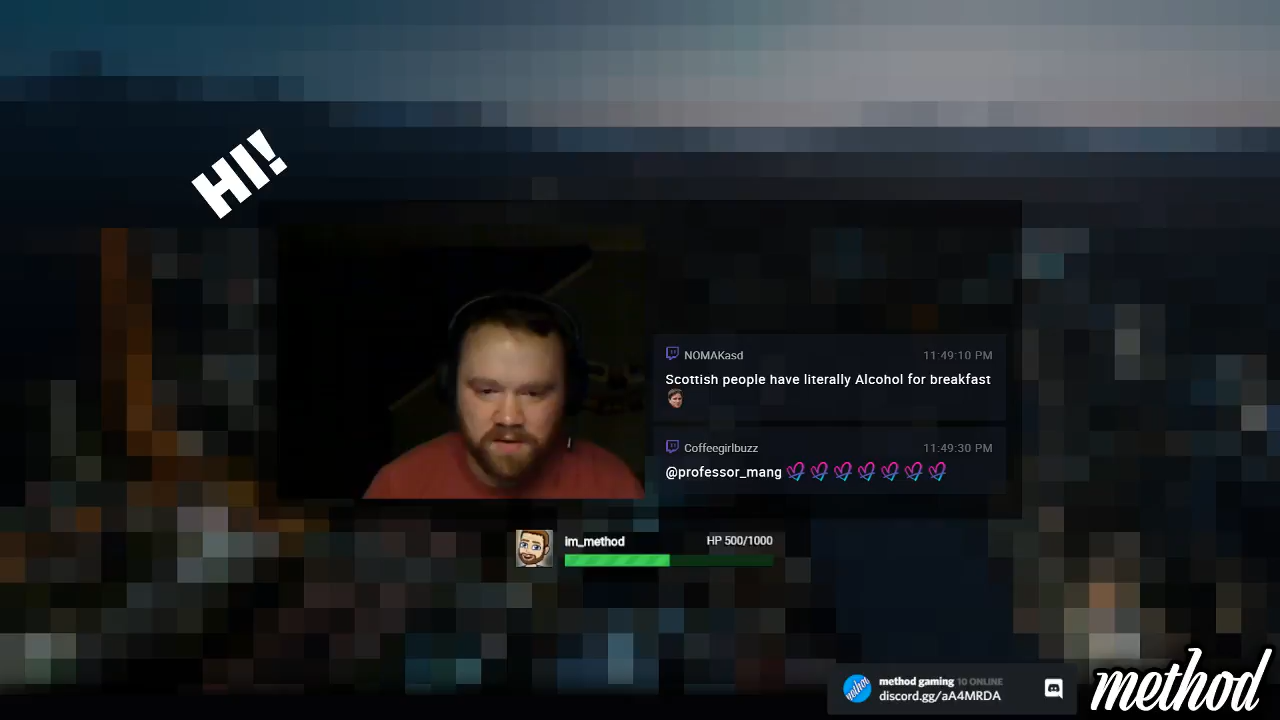 HI!
NOMAKasd 11:49:10 PM
Scottish people have literally Alcohol for breakfast
Coffeegirlbuzz 11:49:30 PM
@professor_mang
im_method HP 500/1000
method gaming 10 ONLINE
discord.gg/aA4MRDA
method
method